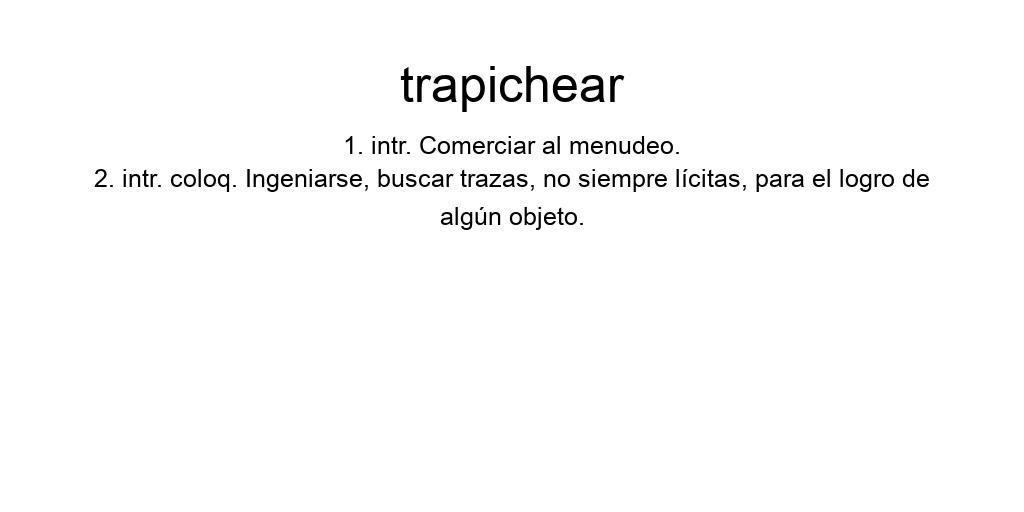 trapichear
1. intr. Comerciar al menudeo.
2. intr. coloq. Ingeniarse, buscar trazas, no siempre lícitas, para el logro de
algún objeto.